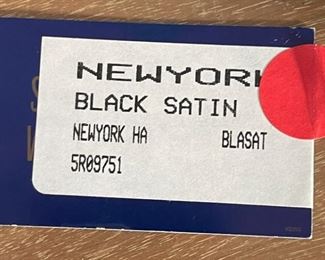 NEWYORK
BLACK SATIN
NEWYORK HA BLASAT
5R09751